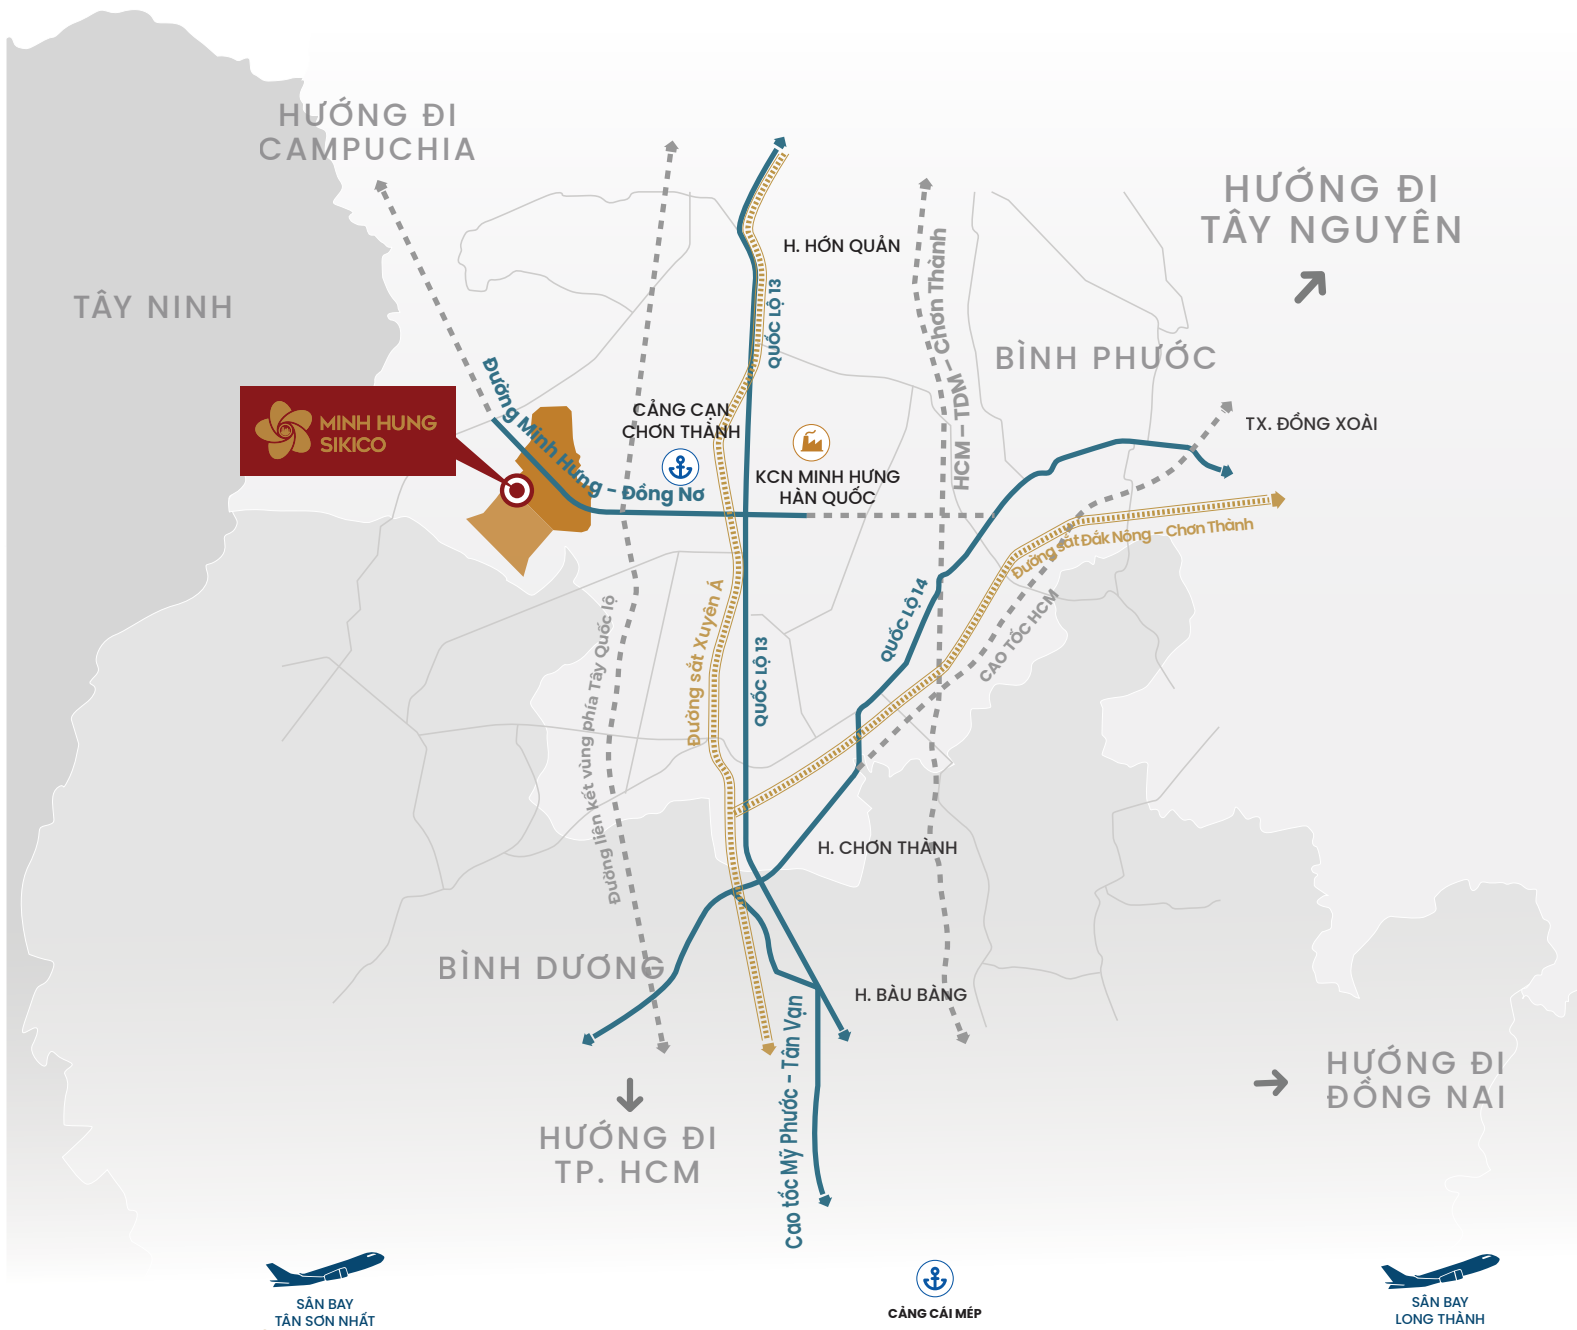 HƯỚNG ĐI
CAMPUCHIA
HƯỚNG ĐI
TÂY NGUYÊN
H. HỚN QUẢN
TÂY NINH
QUỐC LỘ 13
HCM – TDM – Chơn Thành
BÌNH PHƯỚC
MINH HUNG
SIKICO
Đường Minh Hưng – Đồng Nơ
CẢNG CẠN
CHƠN THÀNH
TX. ĐỒNG XOÀI
KCN MINH HƯNG
HÀN QUỐC
Đường sắt Đắk Nông – Chơn Thành
QUỐC LỘ 14
CAO TỐC HCM
Đường sắt Xuyên Á
QUỐC LỘ 13
Đường liên kết vùng phía Tây Quốc lộ
H. CHƠN THÀNH
BÌNH DƯƠNG
H. BÀU BÀNG
Cao tốc Mỹ Phước - Tân Vạn
HƯỚNG ĐI
ĐỒNG NAI
HƯỚNG ĐI
TP. HCM
SÂN BAY
TÂN SƠN NHẤT
CẢNG CÁI MÉP
SÂN BAY
LONG THÀNH